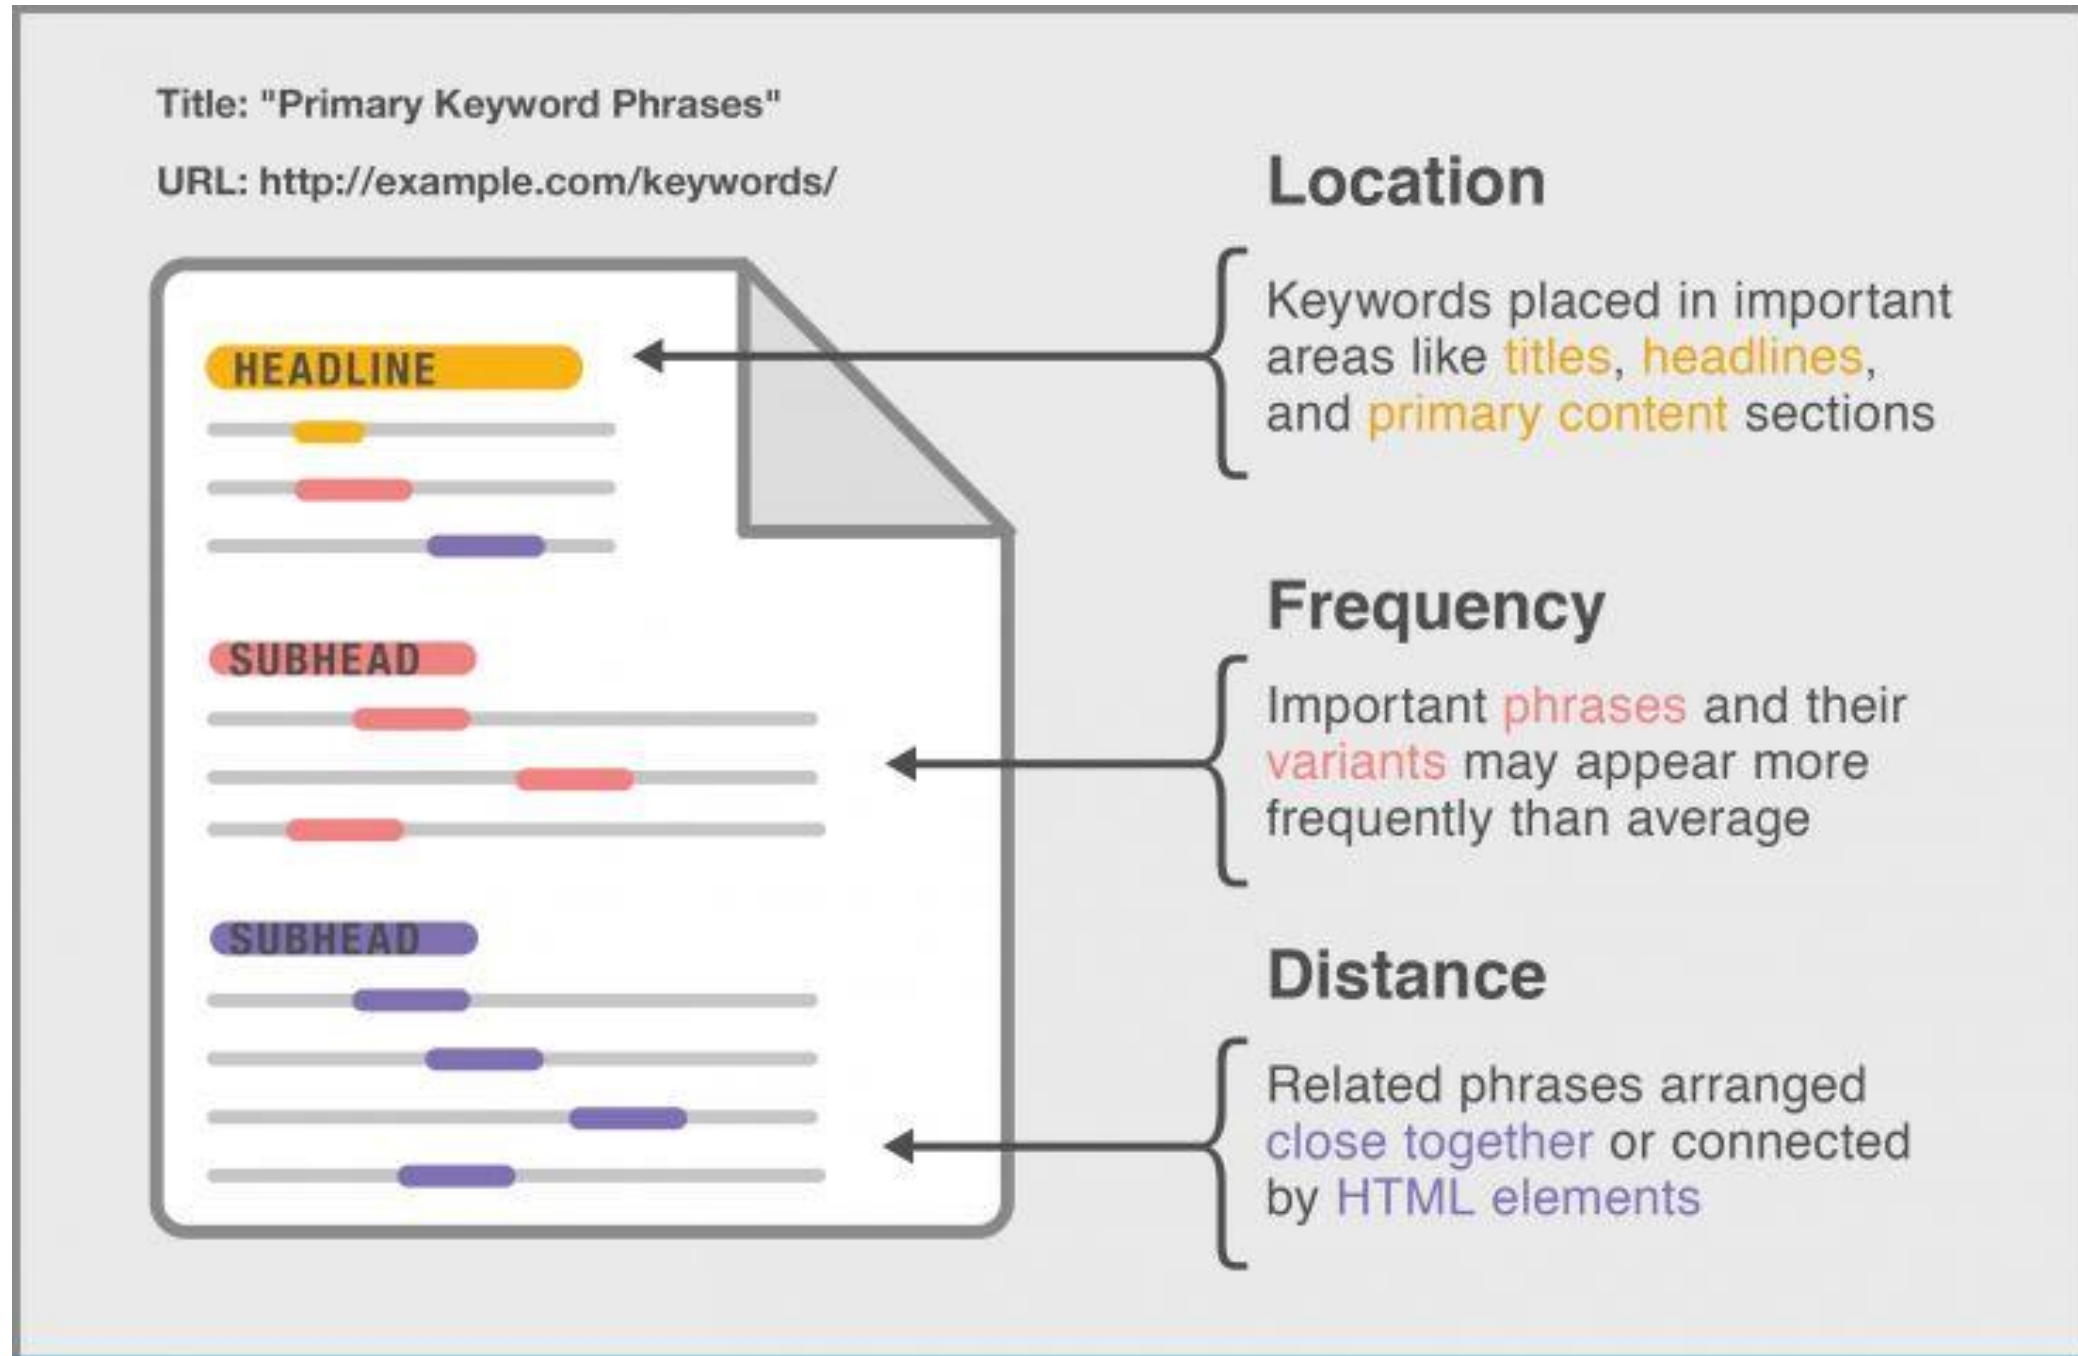 Title: "Primary Keyword Phrases"
URL: http://example.com/keywords/
HEADLINE
SUBHEAD
SUBHEAD
Location
Keywords placed in important
areas like titles, headlines,
and primary content sections
Frequency
Important phrases and their
variants may appear more
frequently than average
Distance
Related phrases arranged
close together or connected
by HTML elements